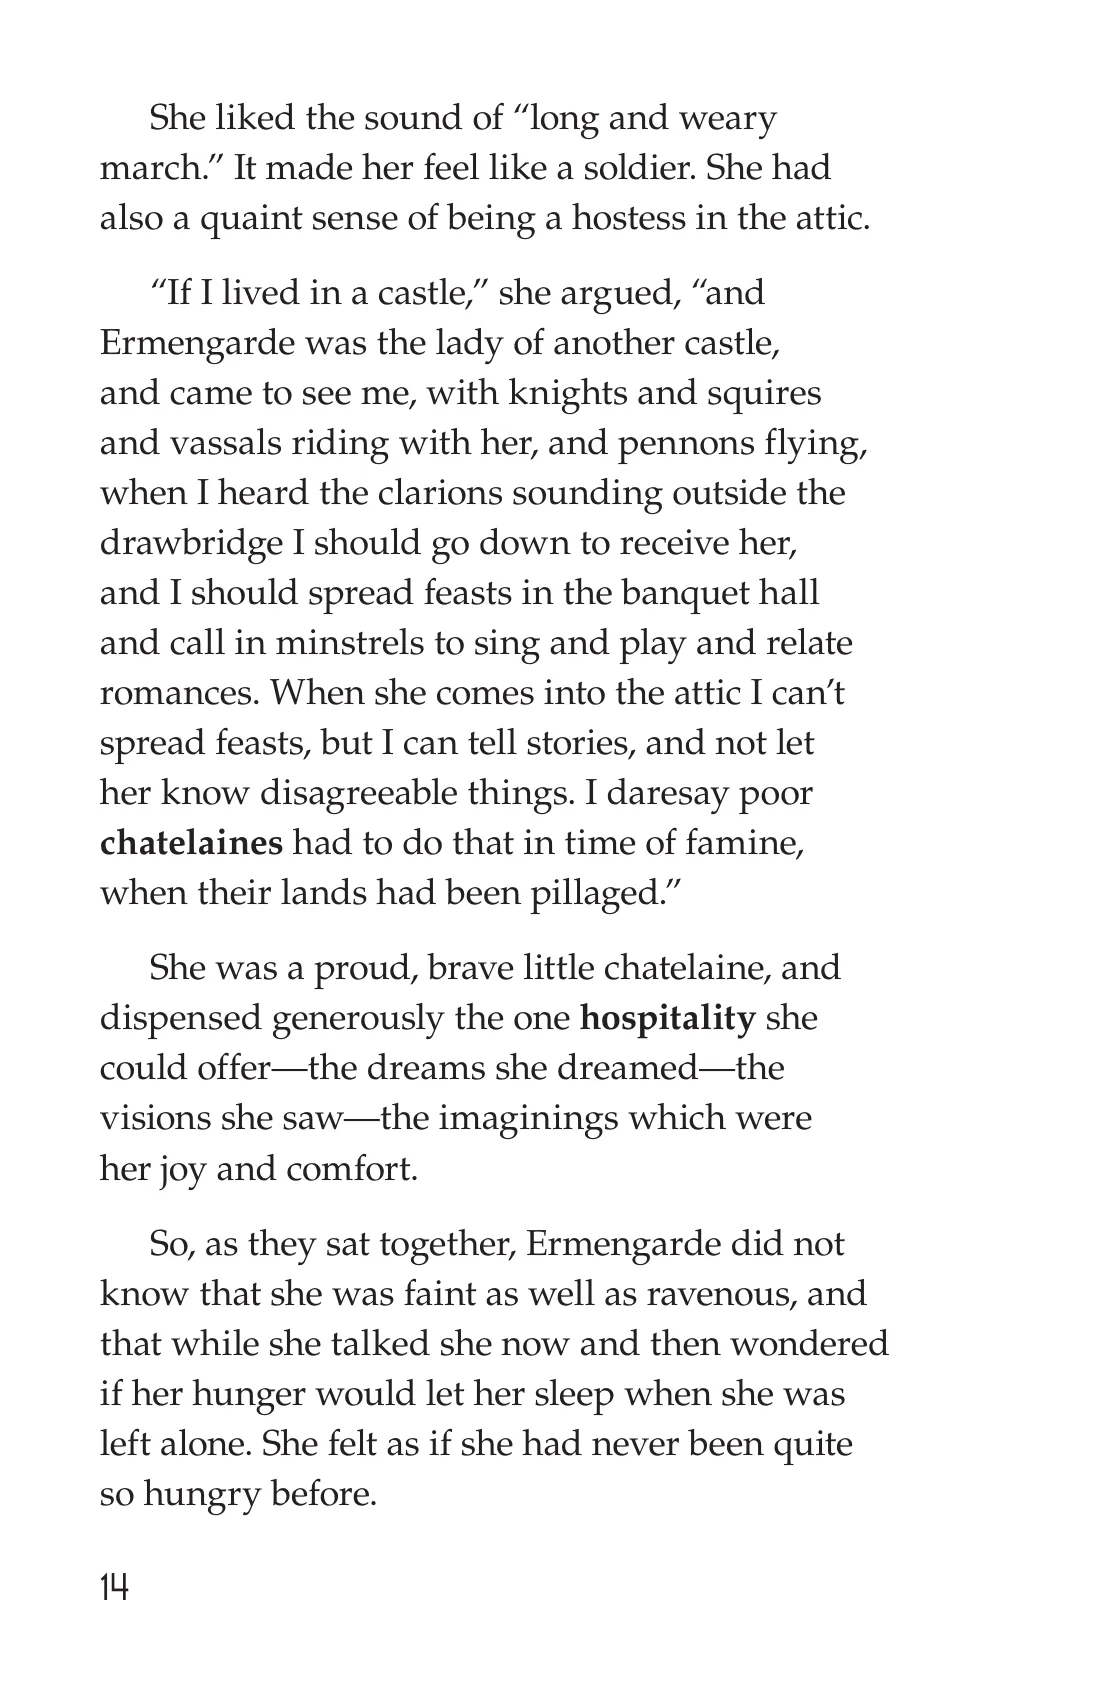 She liked the sound of “long and weary
march.” It made her feel like a soldier. She had
also a quaint sense of being a hostess in the attic.
“If I lived in a castle,” she argued, “and
Ermengarde was the lady of another castle,
and came to see me, with knights and squires
and vassals riding with her, and pennons flying,
when I heard the clarions sounding outside the
drawbridge I should go down to receive her,
and I should spread feasts in the banquet hall
and call in minstrels to sing and play and relate
romances. When she comes into the attic I can’t
spread feasts, but I can tell stories, and not let
her know disagreeable things. I daresay poor
chatelaines had to do that in time of famine,
when their lands had been pillaged.”
She was a proud, brave little chatelaine, and
dispensed generously the one hospitality she
could offer—the dreams she dreamed—the
visions she saw—the imaginings which were
her joy and comfort.
So, as they sat together, Ermengarde did not
know that she was faint as well as ravenous, and
that while she talked she now and then wondered
if her hunger would let her sleep when she was
left alone. She felt as if she had never been quite
so hungry before.
14